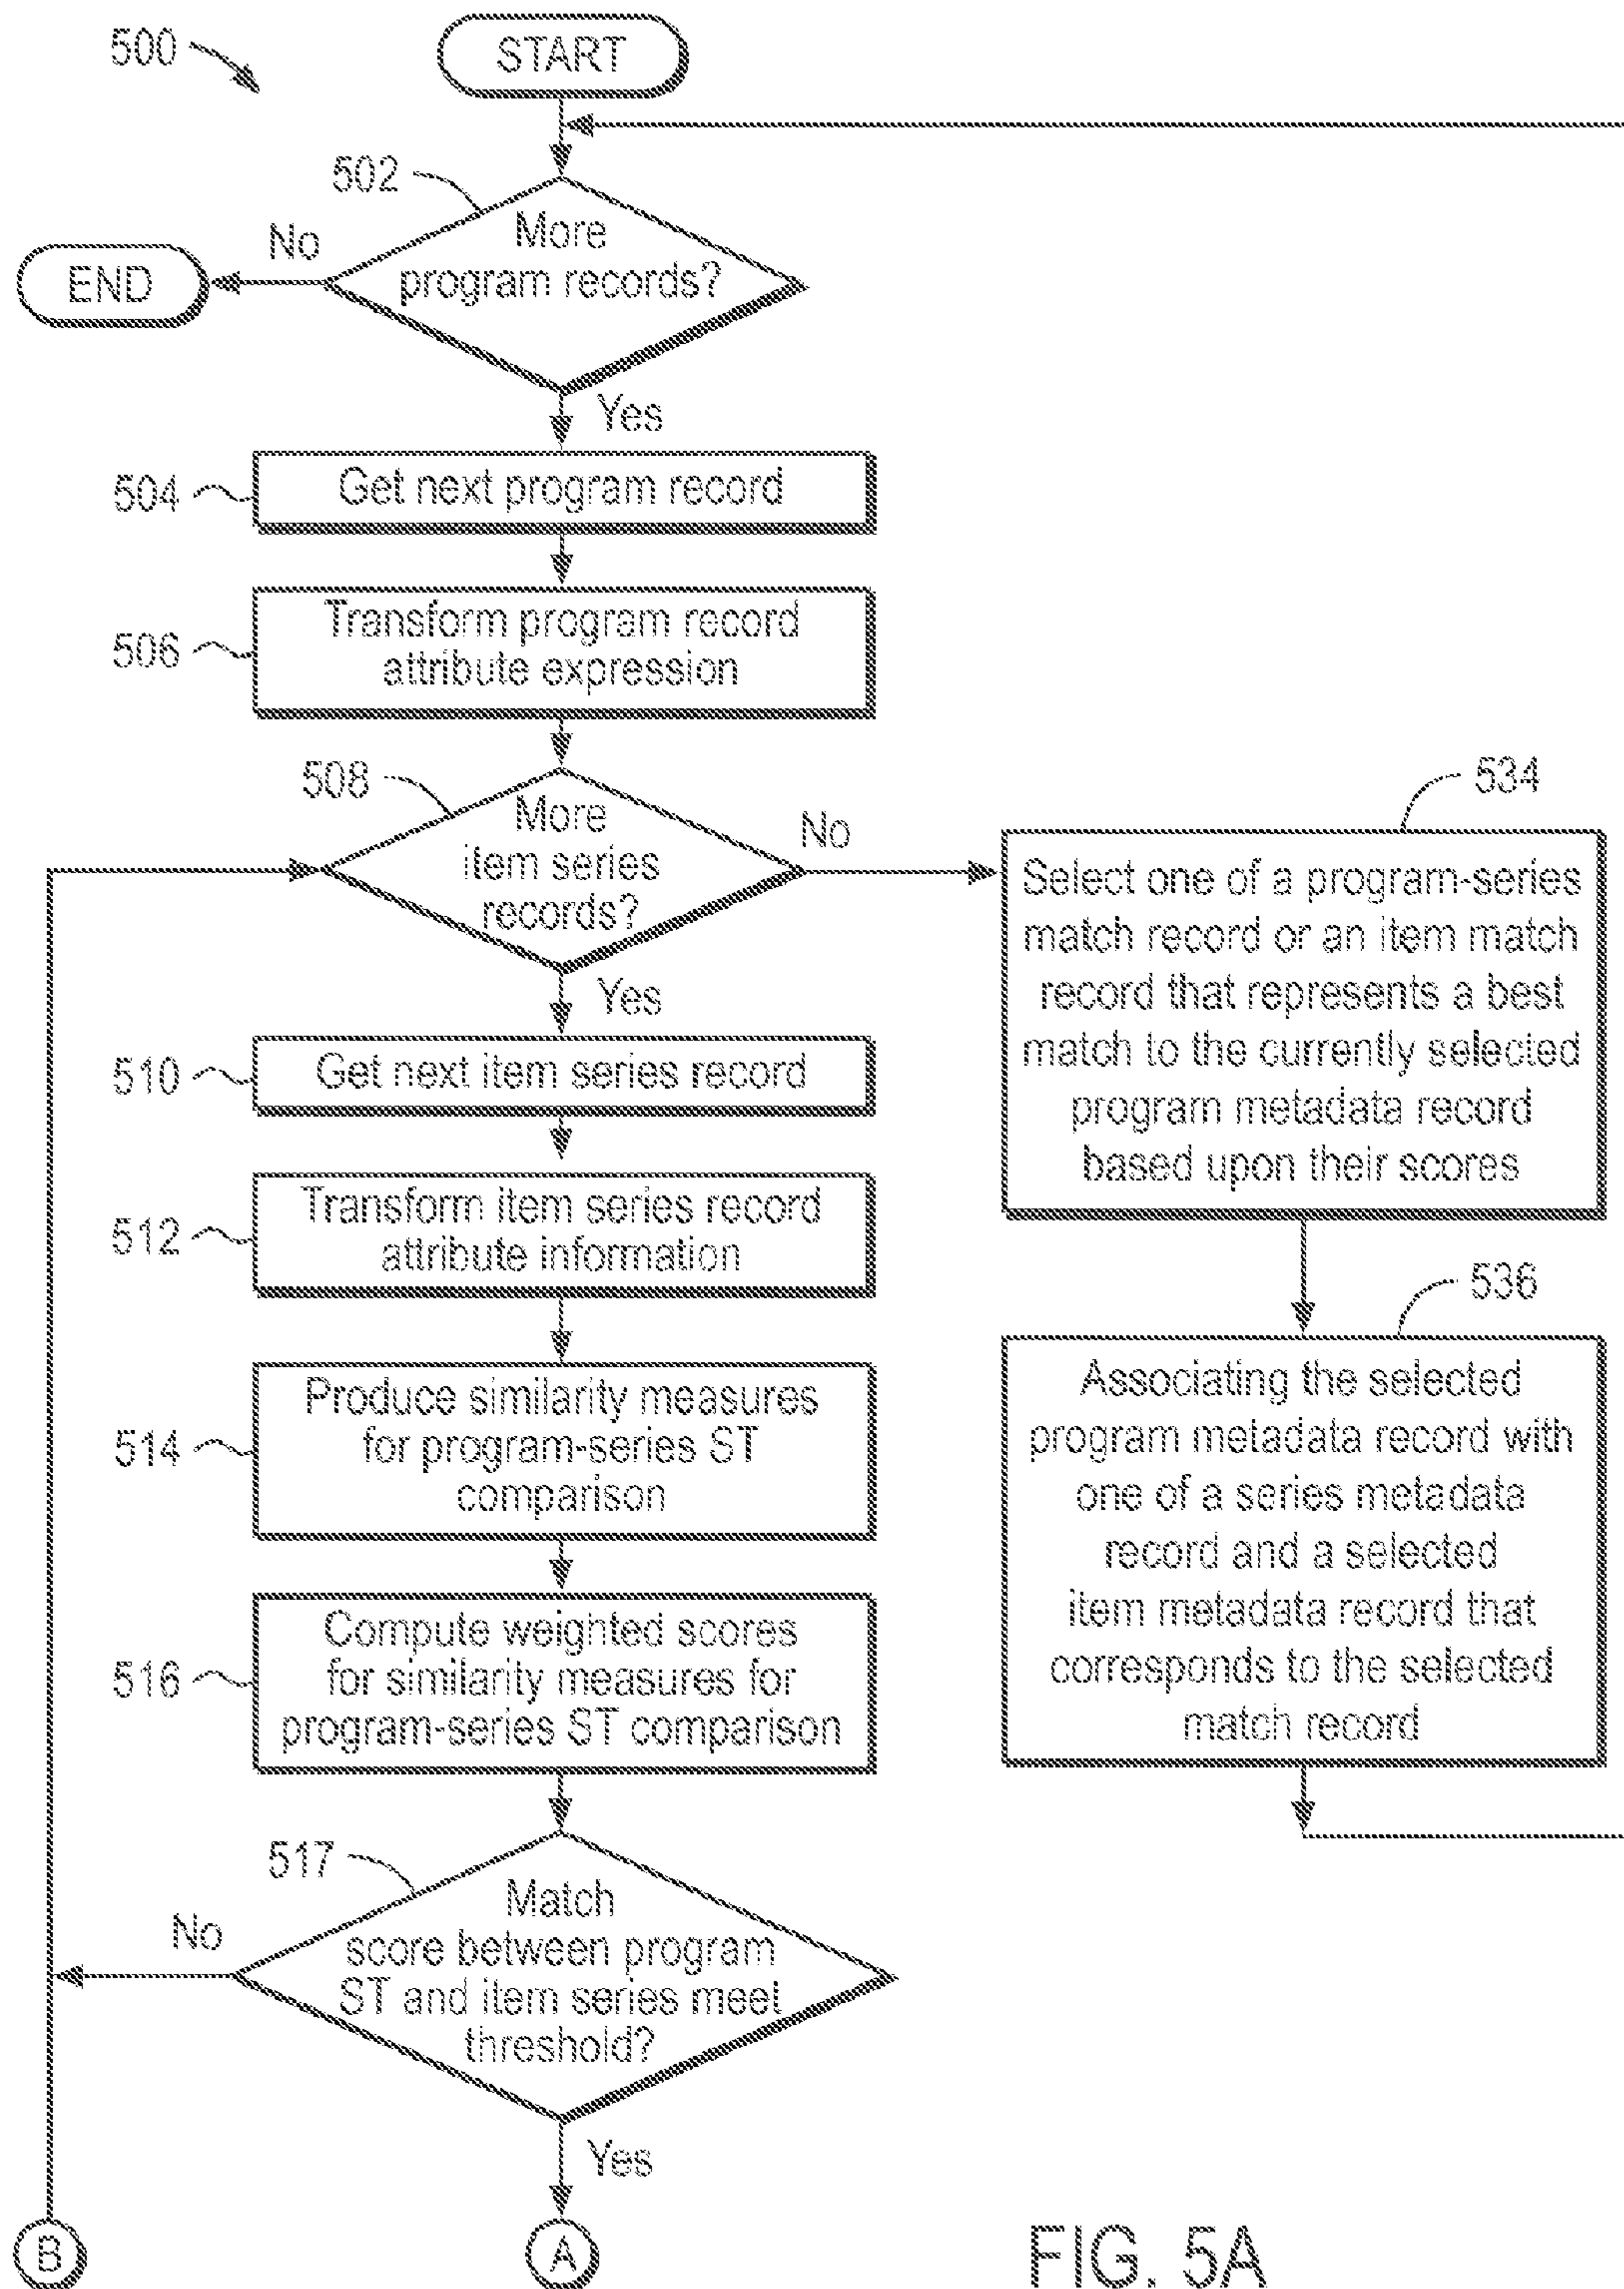 500
START
502
More
program records?
No
END
Yes
504
Get next program record
506
Transform program record
attribute expression
508
More
item series
records?
No
Yes
510
Get next item series record
512
Transform item series record
attribute information
514
Produce similarity measures
for program-series ST
comparison
516
Compute weighted scores
for similarity measures for
program-series ST comparison
517
Match
score between program
ST and item series meet
threshold?
No
Yes
B
A
534
Select one of a program-series
match record or an item match
record that represents a best
match to the currently selected
program metadata record
based upon their scores
536
Associating the selected
program metadata record with
one of a series metadata
record and a selected
item metadata record that
corresponds to the selected
match record
FIG. 5A